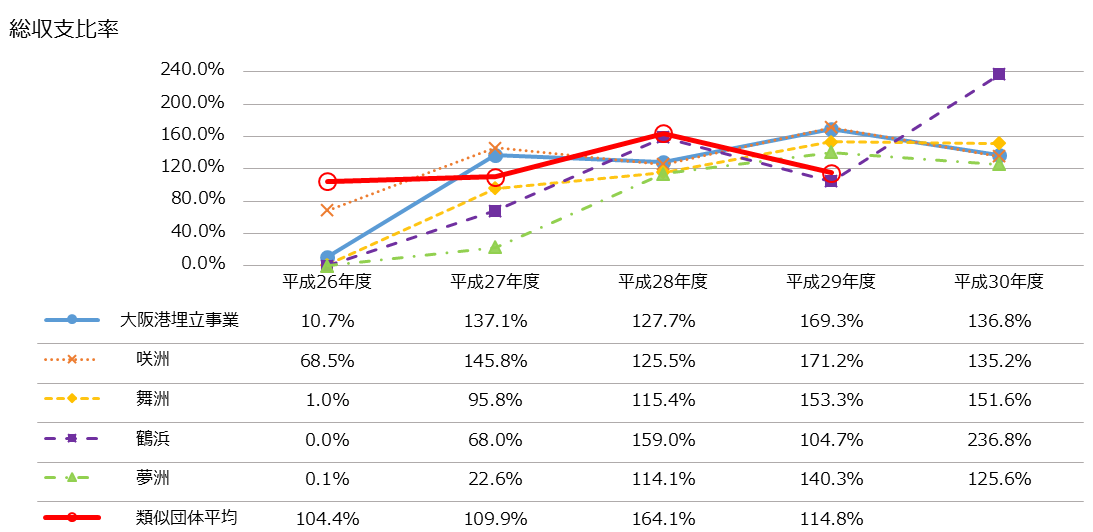 総収支比率
240.0%
200.0%
160.0%
120.0%
80.0%
40.0%
0.0%
平成26年度 平成27年度 平成28年度 平成29年度 平成30年度
大阪港埋立事業 10.7% 137.1% 127.7% 169.3% 136.8%
咲洲 68.5% 145.8% 125.5% 171.2% 135.2%
舞洲 1.0% 95.8% 115.4% 153.3% 151.6%
鶴浜 0.0% 68.0% 159.0% 104.7% 236.8%
夢洲 0.1% 22.6% 114.1% 140.3% 125.6%
類似団体平均 104.4% 109.9% 164.1% 114.8%